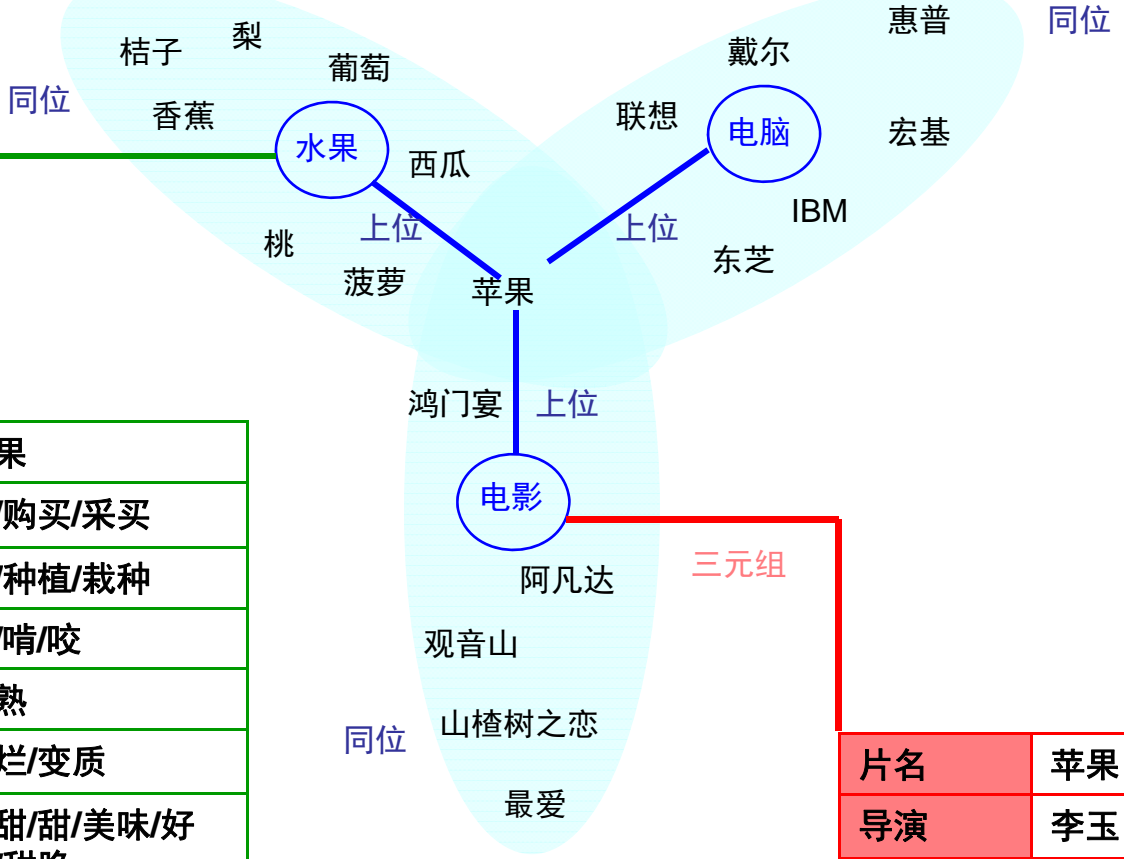 惠普
同位
梨
桔子
戴尔
葡萄
同位
香蕉
联想
电脑
宏基
水果
西瓜
IBM
上位
上位
桃
东芝
菠萝
苹果
鸿门宴
上位
果
/购买/采买
电影
三元组
/种植/栽种
阿凡达
/啃/咬
观音山
熟
山楂树之恋
同位
烂/变质
片名 苹果
最爱
甜/甜/美味/好
导演 李玉